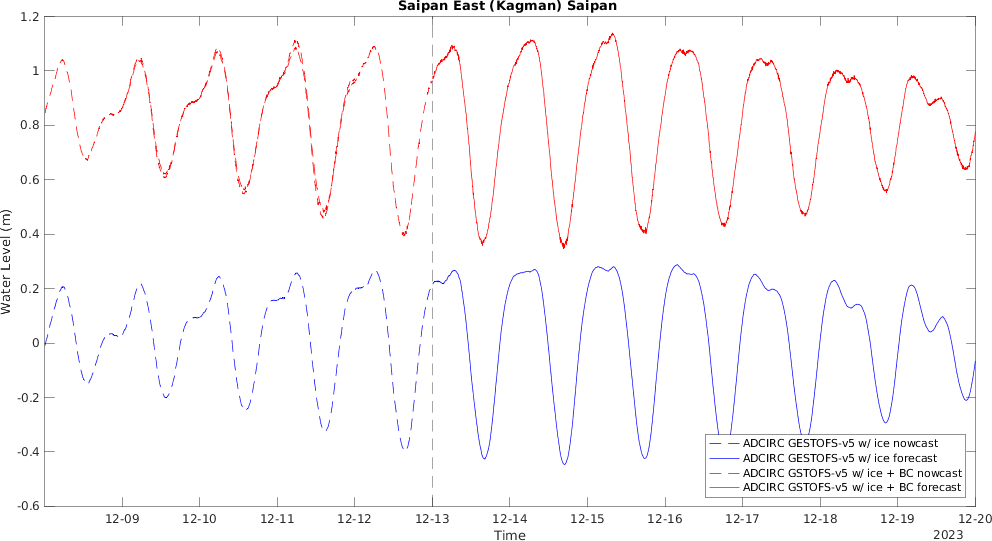 Saipan East (Kagman) Saipan
1.2
1
0.8
0.6
0.4
0.2
0
-0.2
-0.4
-0.6
Water Level (m)
12-09 12-10 12-11 12-12 12-13 12-14 12-15 12-16 12-17 12-18 12-19 12-20
Time
2023
ADCIRC GESTOFS-v5 w/ ice nowcast
ADCIRC GESTOFS-v5 w/ ice forecast
ADCIRC GSTOFS-v5 w/ ice + BC nowcast
ADCIRC GSTOFS-v5 w/ ice + BC forecast